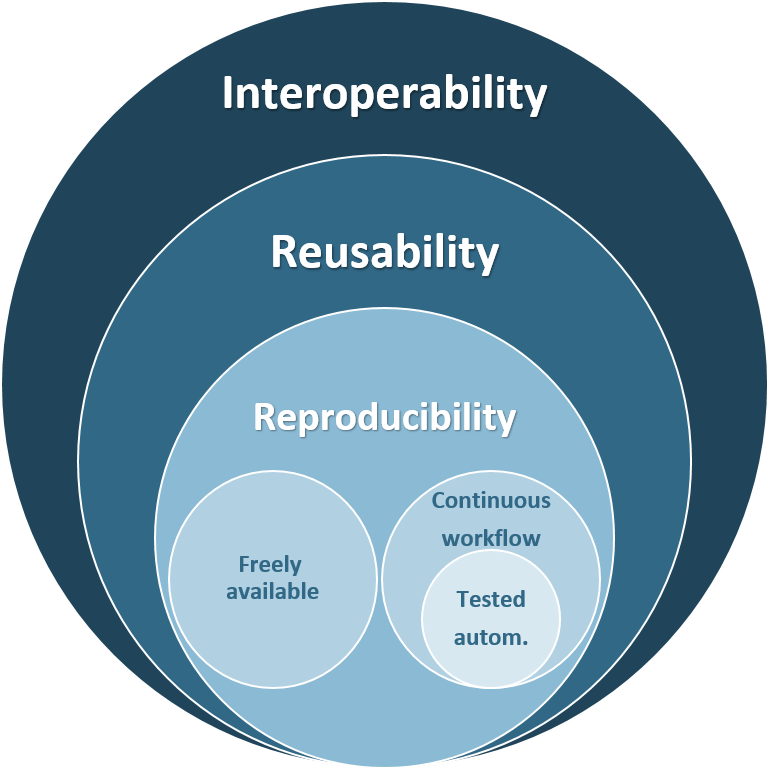 Interoperability
Reusability
Reproducibility
Freely
available
Continuous
workflow
Tested
autom.